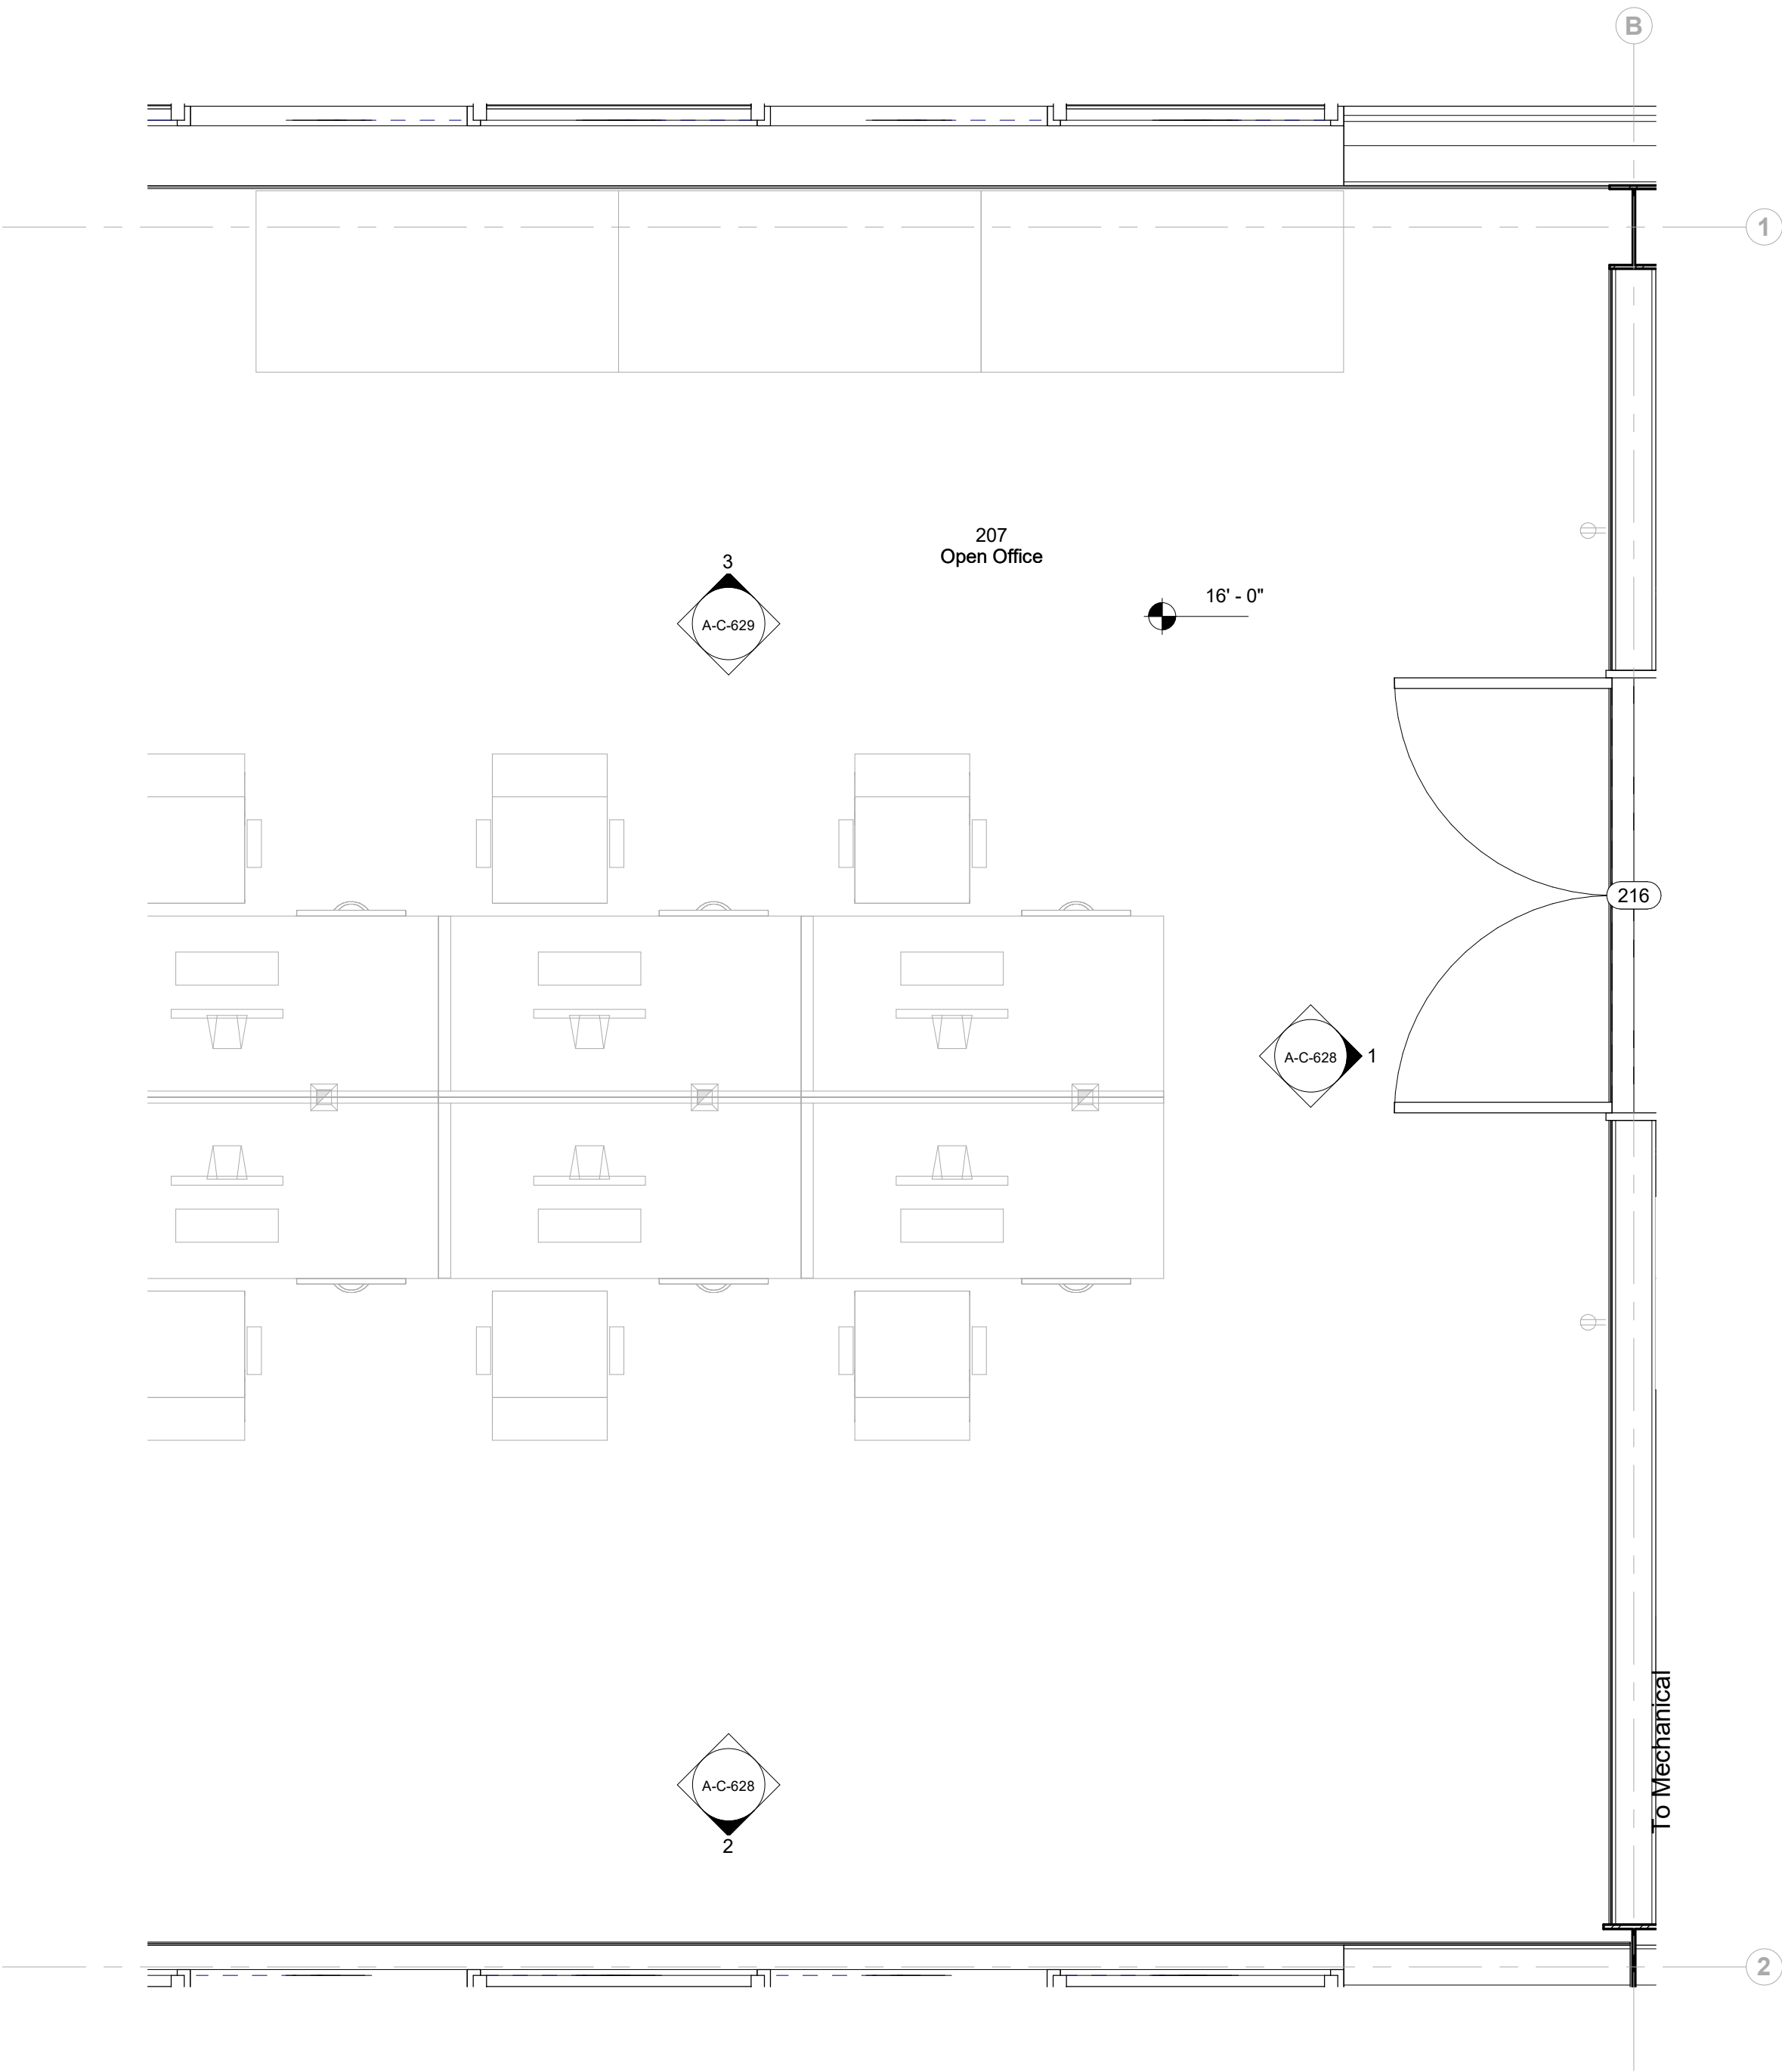 B
1
207
Open Office
3
A-C-629
16' - 0"
216
A-C-628
1
To Mechanical
A-C-628
2
2